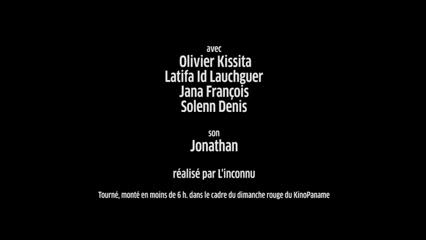 avec
Olivier Kissita
Latifa Id Lauchguer
Jana François
Solenn Denis
son
Jonathan
réalisé par L'inconnu
Tourné, monté en moins de 6 h. dans le cadre du dimanche rouge du KinoPaname